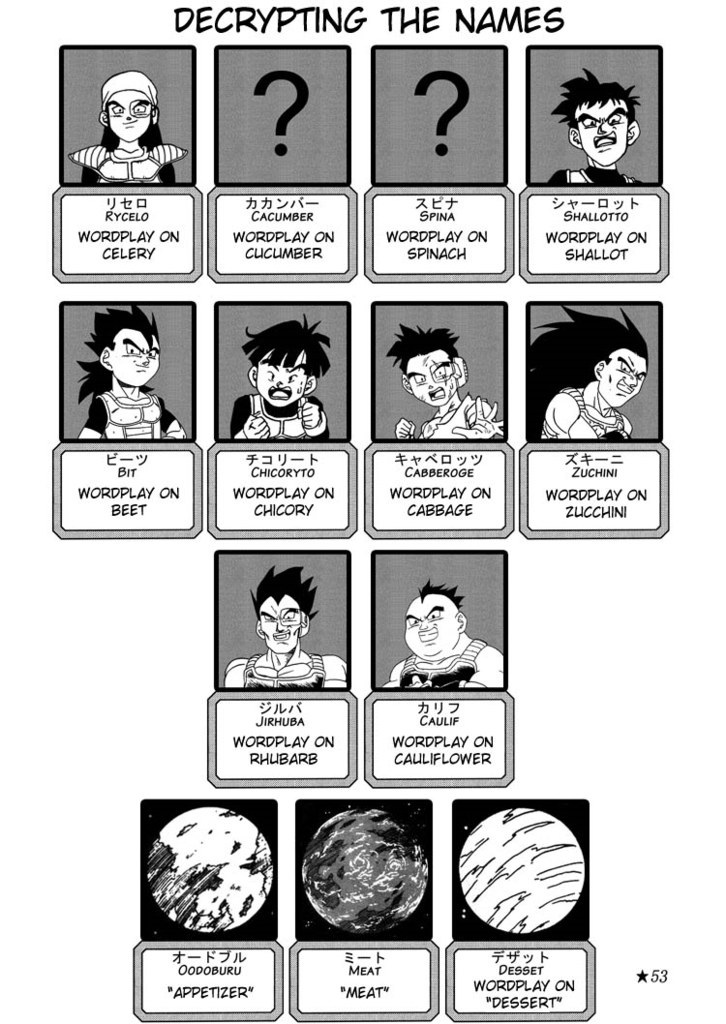 DECRYPTING THE NAMES
?
?
リセロ
RYCELO
WORDPLAY ON
CELERY
カカンバー
CACUMBER
WORDPLAY ON
CUCUMBER
スピナ
SPINA
WORDPLAY ON
SPINACH
シャーロット
SHALLOTTO
WORDPLAY ON
SHALLOT
ビーツ
BIT
WORDPLAY ON
BEET
チコリート
CHICORYTO
WORDPLAY ON
CHICORY
キャベロッツ
CABBEROGE
WORDPLAY ON
CABBAGE
ズキーニ
ZUCHINI
WORDPLAY ON
ZUCCHINI
ジルバ
JIRHUBA
WORDPLAY ON
RHUBARB
カリフ
CAULIF
WORDPLAY ON
CAULIFLOWER
オードブル
OODOBURU
"APPETIZER"
ミート
MEAT
"MEAT"
デザット
DESSET
WORDPLAY ON
"DESSERT"
★53